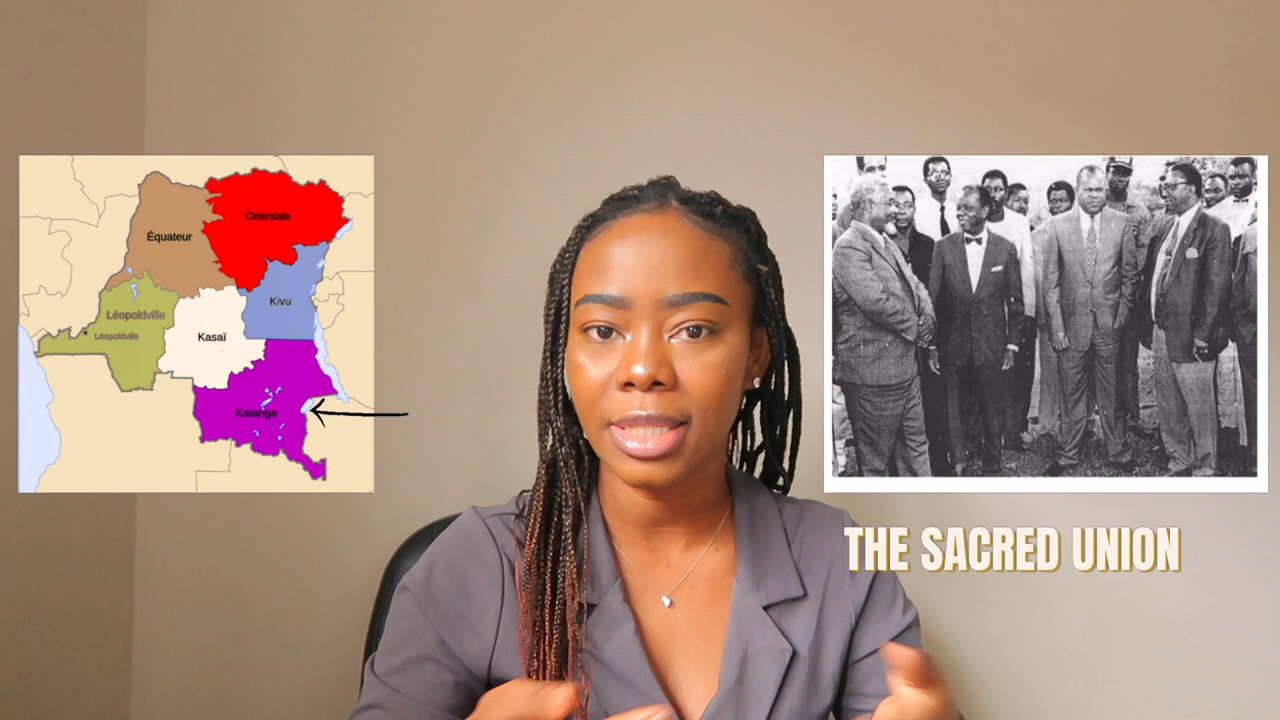 Orientale
Équateur
Kivu
Léopoldville
Léopoldville
Kasaï
Katanga
THE SACRED UNION